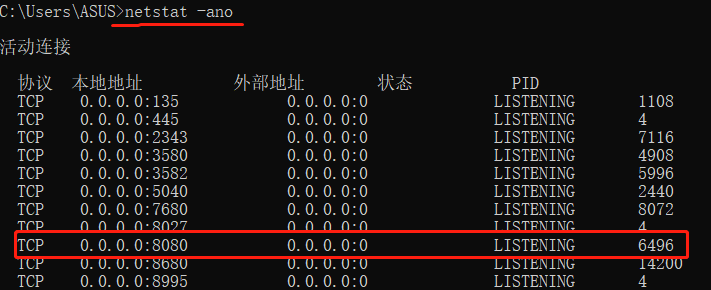 C:\Users\ASUS>netstat -ano
活动连接
协议 本地地址 外部地址 状态 PID
TCP 0.0.0.0:135 0.0.0.0:0 LISTENING 1108
TCP 0.0.0.0:445 0.0.0.0:0 LISTENING 4
TCP 0.0.0.0:2343 0.0.0.0:0 LISTENING 7116
TCP 0.0.0.0:3580 0.0.0.0:0 LISTENING 4908
TCP 0.0.0.0:3582 0.0.0.0:0 LISTENING 5996
TCP 0.0.0.0:5040 0.0.0.0:0 LISTENING 2440
TCP 0.0.0.0:7680 0.0.0.0:0 LISTENING 8072
TCP 0.0.0.0:8027 0.0.0.0:0 LISTENING 4
TCP 0.0.0.0:8080 0.0.0.0:0 LISTENING 6496
TCP 0.0.0.0:8680 0.0.0.0:0 LISTENING 14200
TCP 0.0.0.0:8995 0.0.0.0:0 LISTENING 4